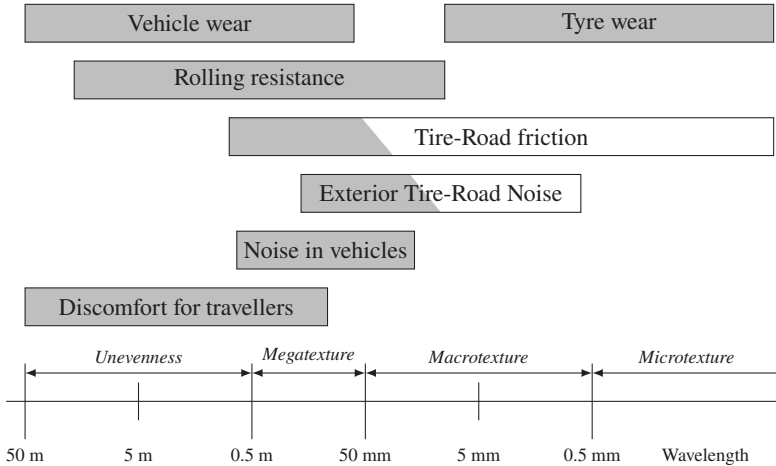 Vehicle wear
Tyre wear
Rolling resistance
Tire-Road friction
Exterior Tire-Road Noise
Noise in vehicles
Discomfort for travellers
Unevenness Megatexture Macrotexture Microtexture
50 m 5 m 0.5 m 50 mm 5 mm 0.5 mm Wavelength